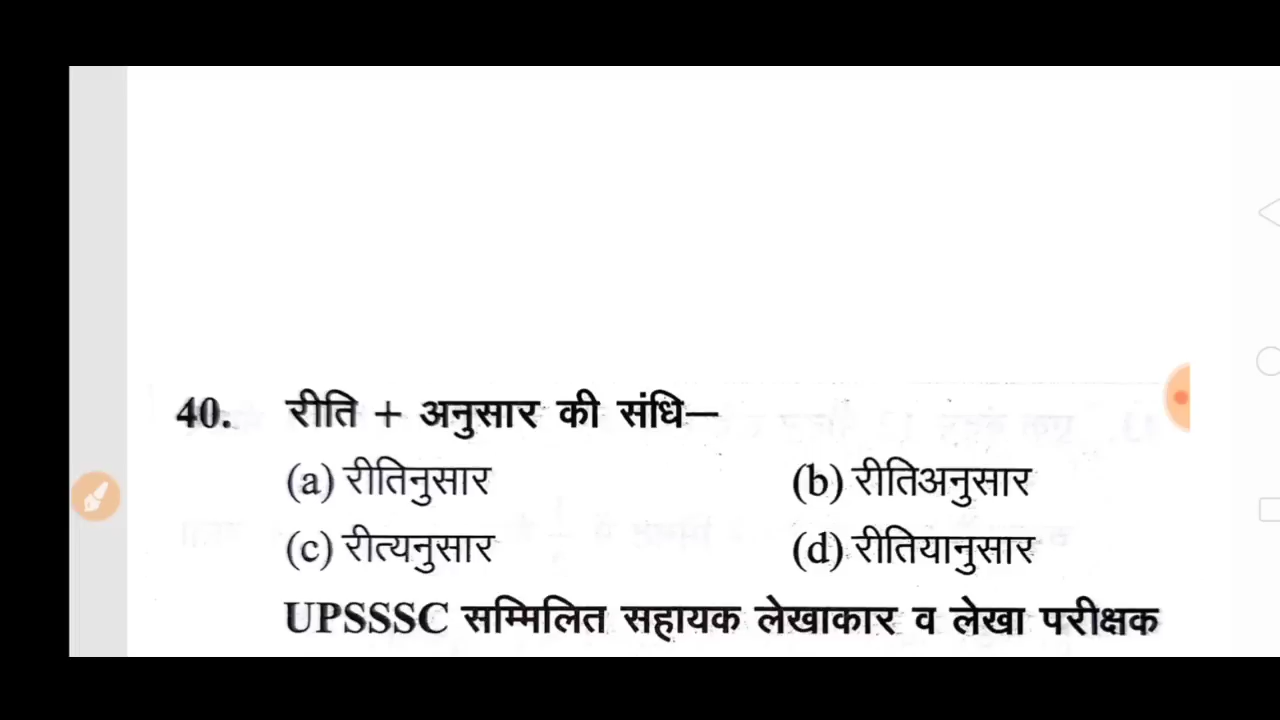 40. रीति + अनुसार की संधि—
(a) रीतिनुसार (b) रीतिअनुसार
(c) रीत्यनुसार (d) रीतियानुसार
UPSSSC सम्मिलित सहायक लेखाकार व लेखा परीक्षक